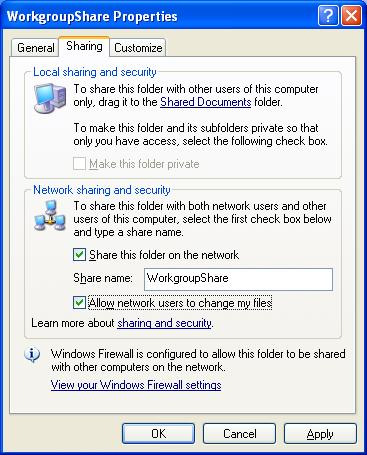 WorkgroupShare Properties
General Sharing Customize
Local sharing and security
To share this folder with other users of this computer
only, drag it to the Shared Documents folder.
To make this folder and its subfolders private so that
only you have access, select the following check box.
Make this folder private
Network sharing and security
To share this folder with both network users and other
users of this computer, select the first check box below
and type a share name.
Share this folder on the network
Share name: WorkgroupShare
Allow network users to change my files
Learn more about sharing and security.
Windows Firewall is configured to allow this folder to be shared
with other computers on the network.
View your Windows Firewall settings
OK Cancel Apply